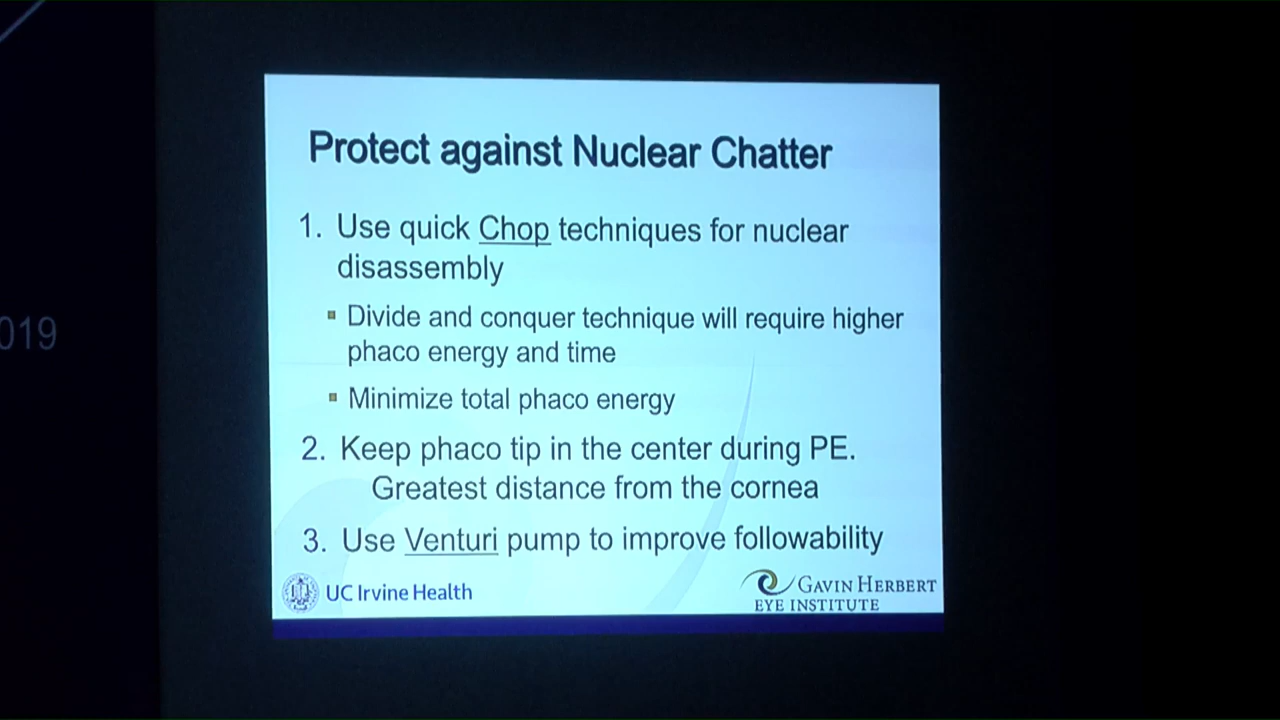 Protect against Nuclear Chatter
1. Use quick Chop techniques for nuclear
disassembly
▪ Divide and conquer technique will require higher
phaco energy and time
▪ Minimize total phaco energy
2. Keep phaco tip in the center during PE.
Greatest distance from the cornea
3. Use Venturi pump to improve followability
UC Irvine Health
GAVIN HERBERT
EYE INSTITUTE
019